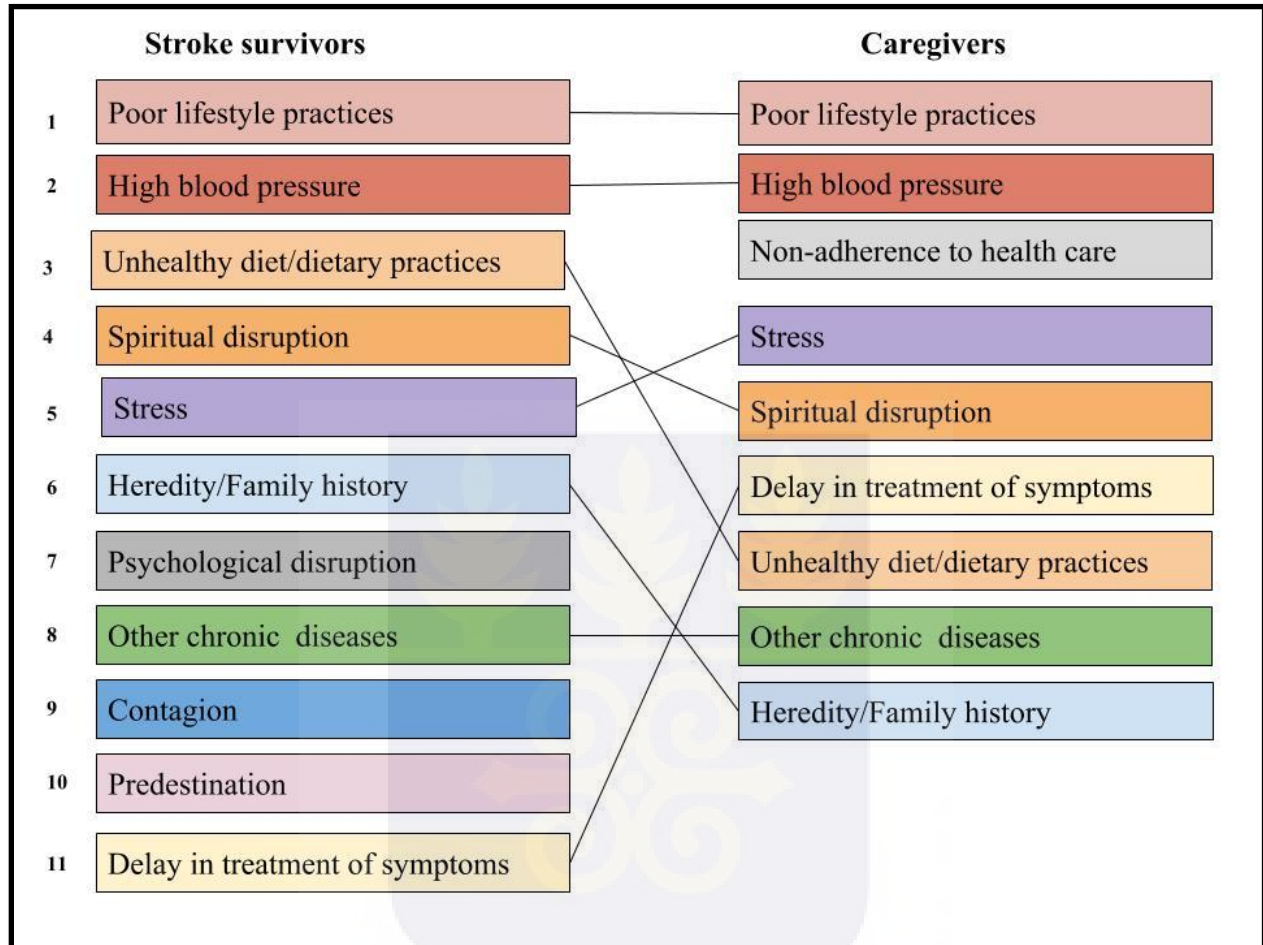 Stroke survivors Caregivers
1 Poor lifestyle practices Poor lifestyle practices
2 High blood pressure High blood pressure
3 Unhealthy diet/dietary practices Non-adherence to health care
4 Spiritual disruption Stress
5 Stress Spiritual disruption
6 Heredity/Family history Delay in treatment of symptoms
7 Psychological disruption Unhealthy diet/dietary practices
8 Other chronic diseases Other chronic diseases
9 Contagion Heredity/Family history
10 Predestination
11 Delay in treatment of symptoms